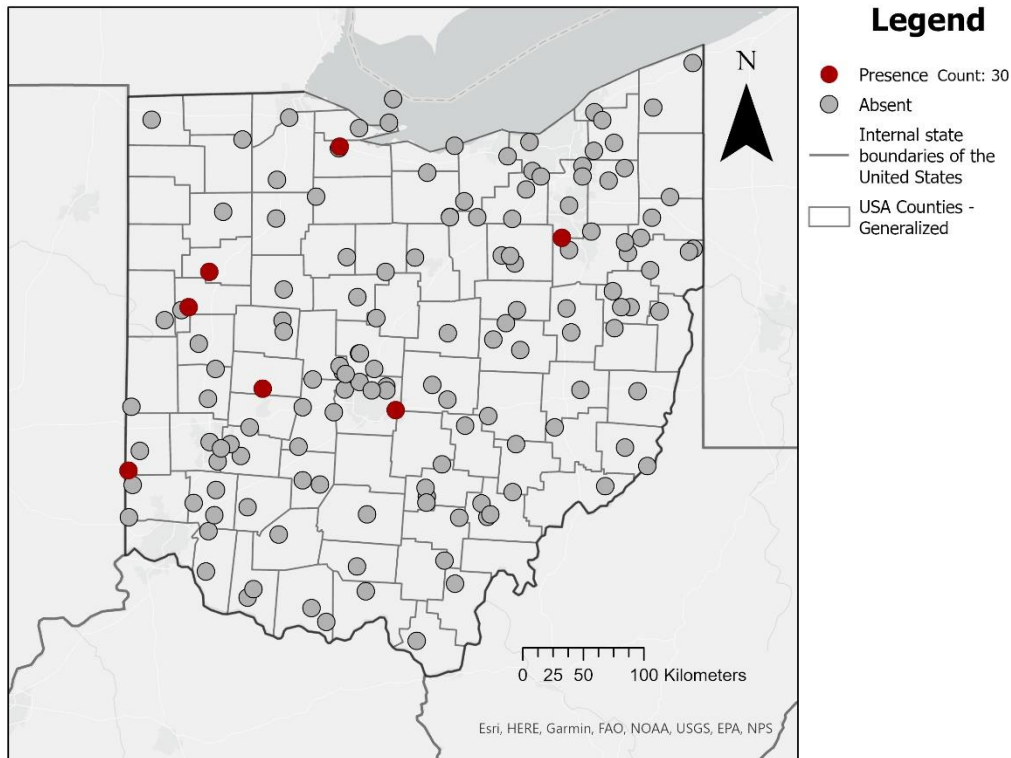 Legend
N
Presence Count: 30
Absent
Internal state
boundaries of the
United States
USA Counties -
Generalized
0 25 50 100 Kilometers
Esri, HERE, Garmin, FAO, NOAA, USGS, EPA, NPS